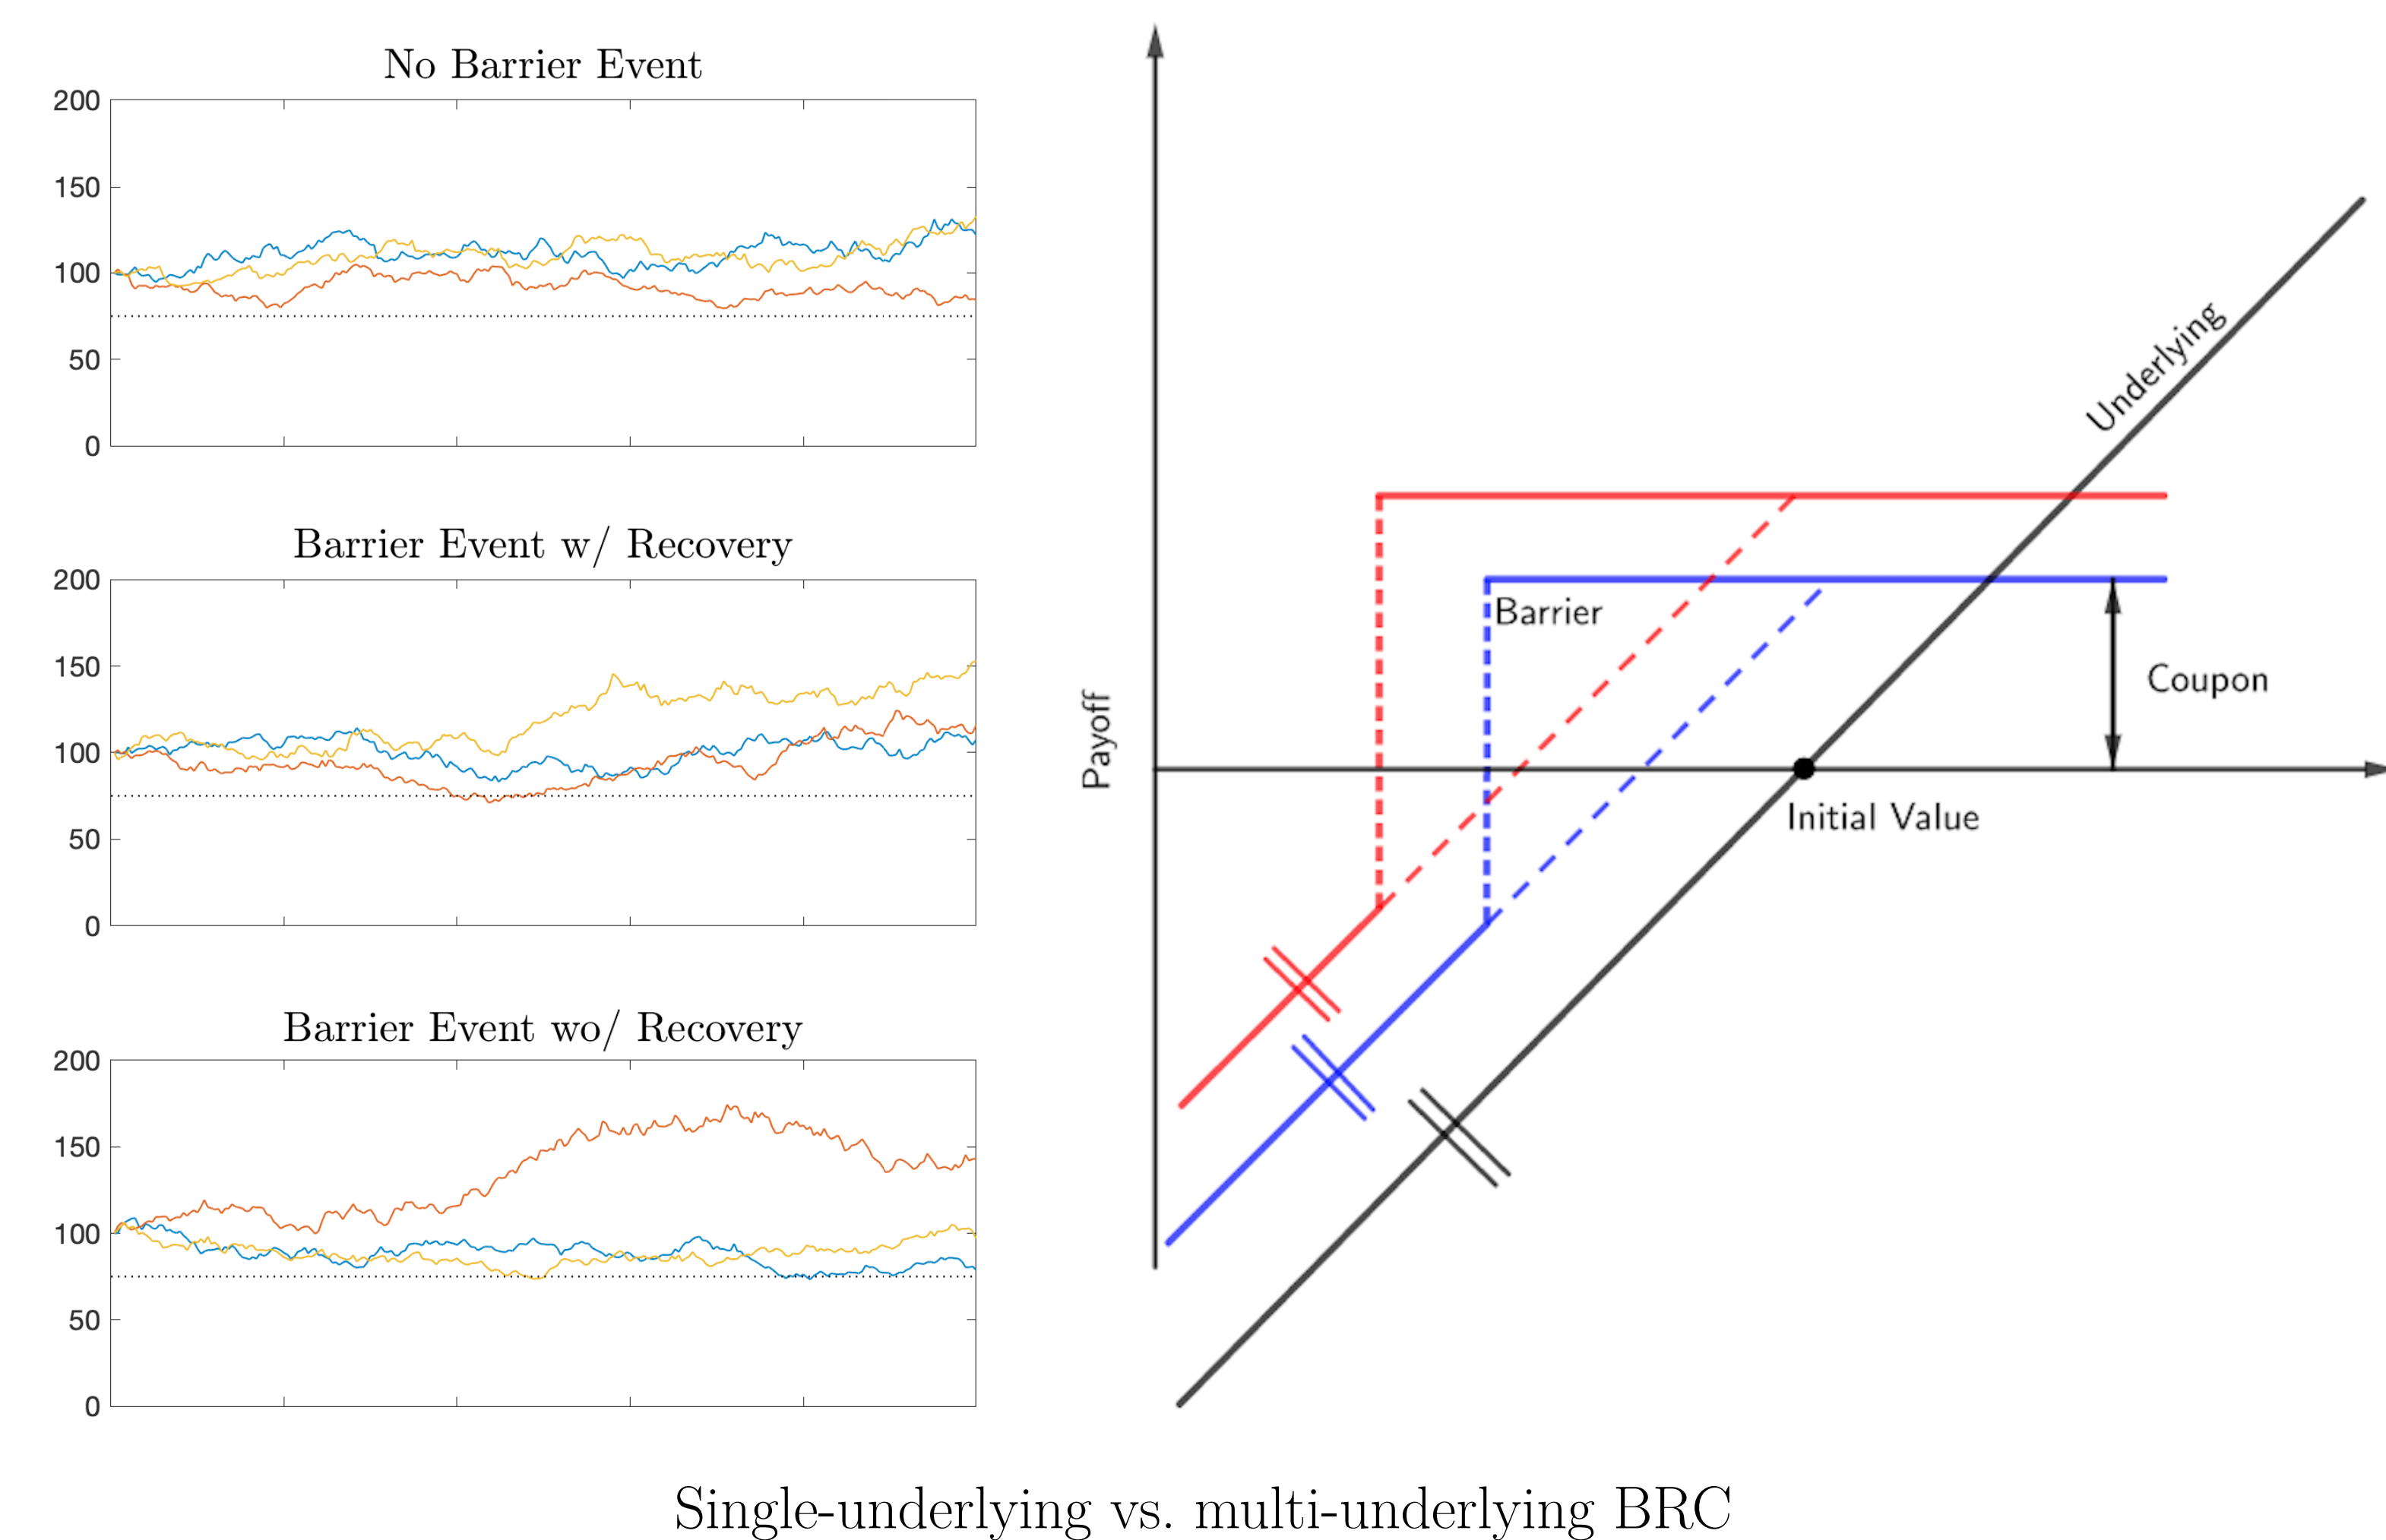 No Barrier Event
200
150
100
50
0
Barrier Event w/ Recovery
200
150
100
50
0
Barrier Event wo/ Recovery
200
150
100
50
0
Payoff
Underlying
Barrier
Coupon
Initial Value
Single-underlying vs. multi-underlying BRC